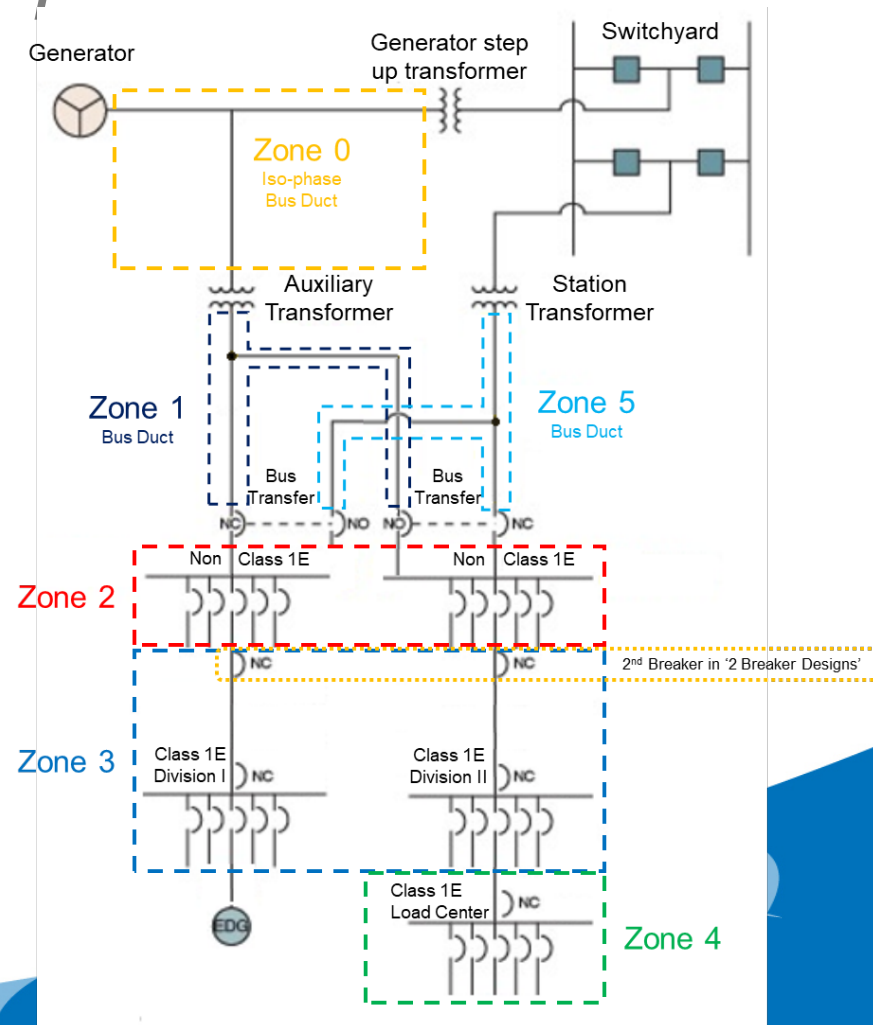 Generator
Generator step
up transformer
Switchyard
Zone 0
Iso-phase
Bus Duct
Auxiliary
Transformer
Station
Transformer
Zone 1
Bus Duct
Zone 5
Bus Duct
Bus
Transfer
Bus
Transfer
NC
NO
NO
NC
Non Class 1E
Non Class 1E
Zone 2
NC
NC
2nd Breaker in ‘2 Breaker Designs’
Zone 3
Class 1E
Division I
NC
Class 1E
Division II
NC
Class 1E
Load Center
NC
EDG
Zone 4